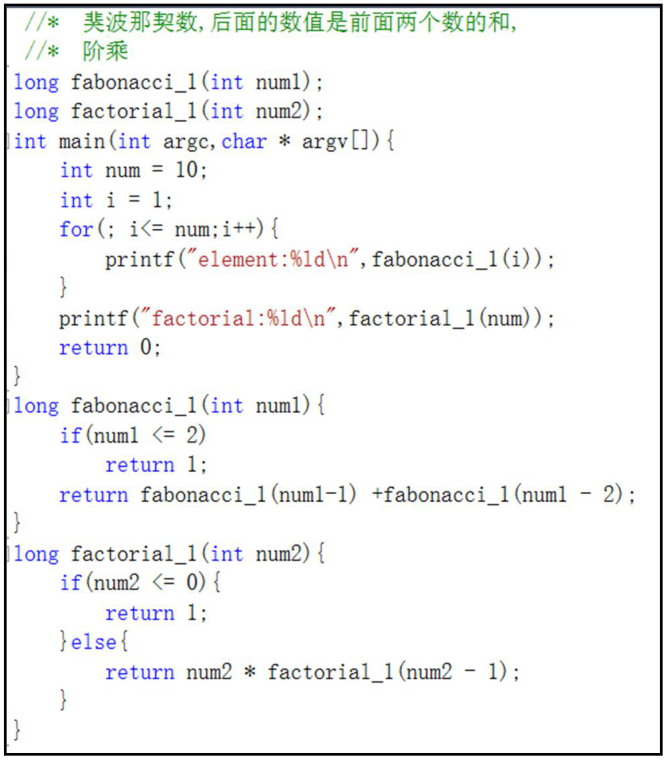 //*  斐波那契数,后面的数值是前面两个数的和,
//*  阶乘
long fabonacci_1(int num1);
long factorial_1(int num2);
int main(int argc,char * argv[]){
    int num = 10;
    int i = 1;
    for(; i<= num;i++){
        printf("element:%ld\n",fabonacci_1(i));
    }
    printf("factorial:%ld\n",factorial_1(num));
    return 0;
}
long fabonacci_1(int num1){
    if(num1 <= 2)
        return 1;
    return fabonacci_1(num1-1) +fabonacci_1(num1 - 2);
}
long factorial_1(int num2){
    if(num2 <= 0){
        return 1;
    }else{
        return num2 * factorial_1(num2 - 1);
    }
}